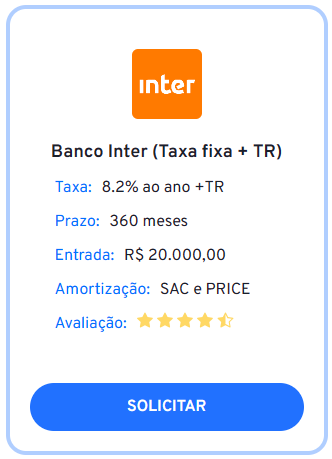 inter
Banco Inter (Taxa fixa + TR)
Taxa: 8.2% ao ano +TR
Prazo: 360 meses
Entrada: R$ 20.000,00
Amortização: SAC e PRICE
Avaliação:
SOLICITAR